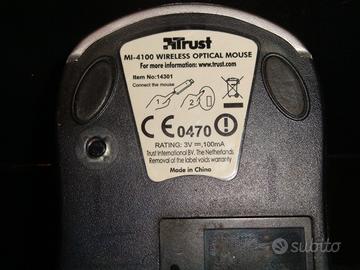 Trust
MI-4100 WIRELESS OPTICAL MOUSE
For more information: www.trust.com
Item No:14301
Connect the mouse
1 2
CE 0470
RATING: 3V ⎓,100mA
Trust International BV. The Netherlands
Removal of the label voids warranty
Made in China
subito